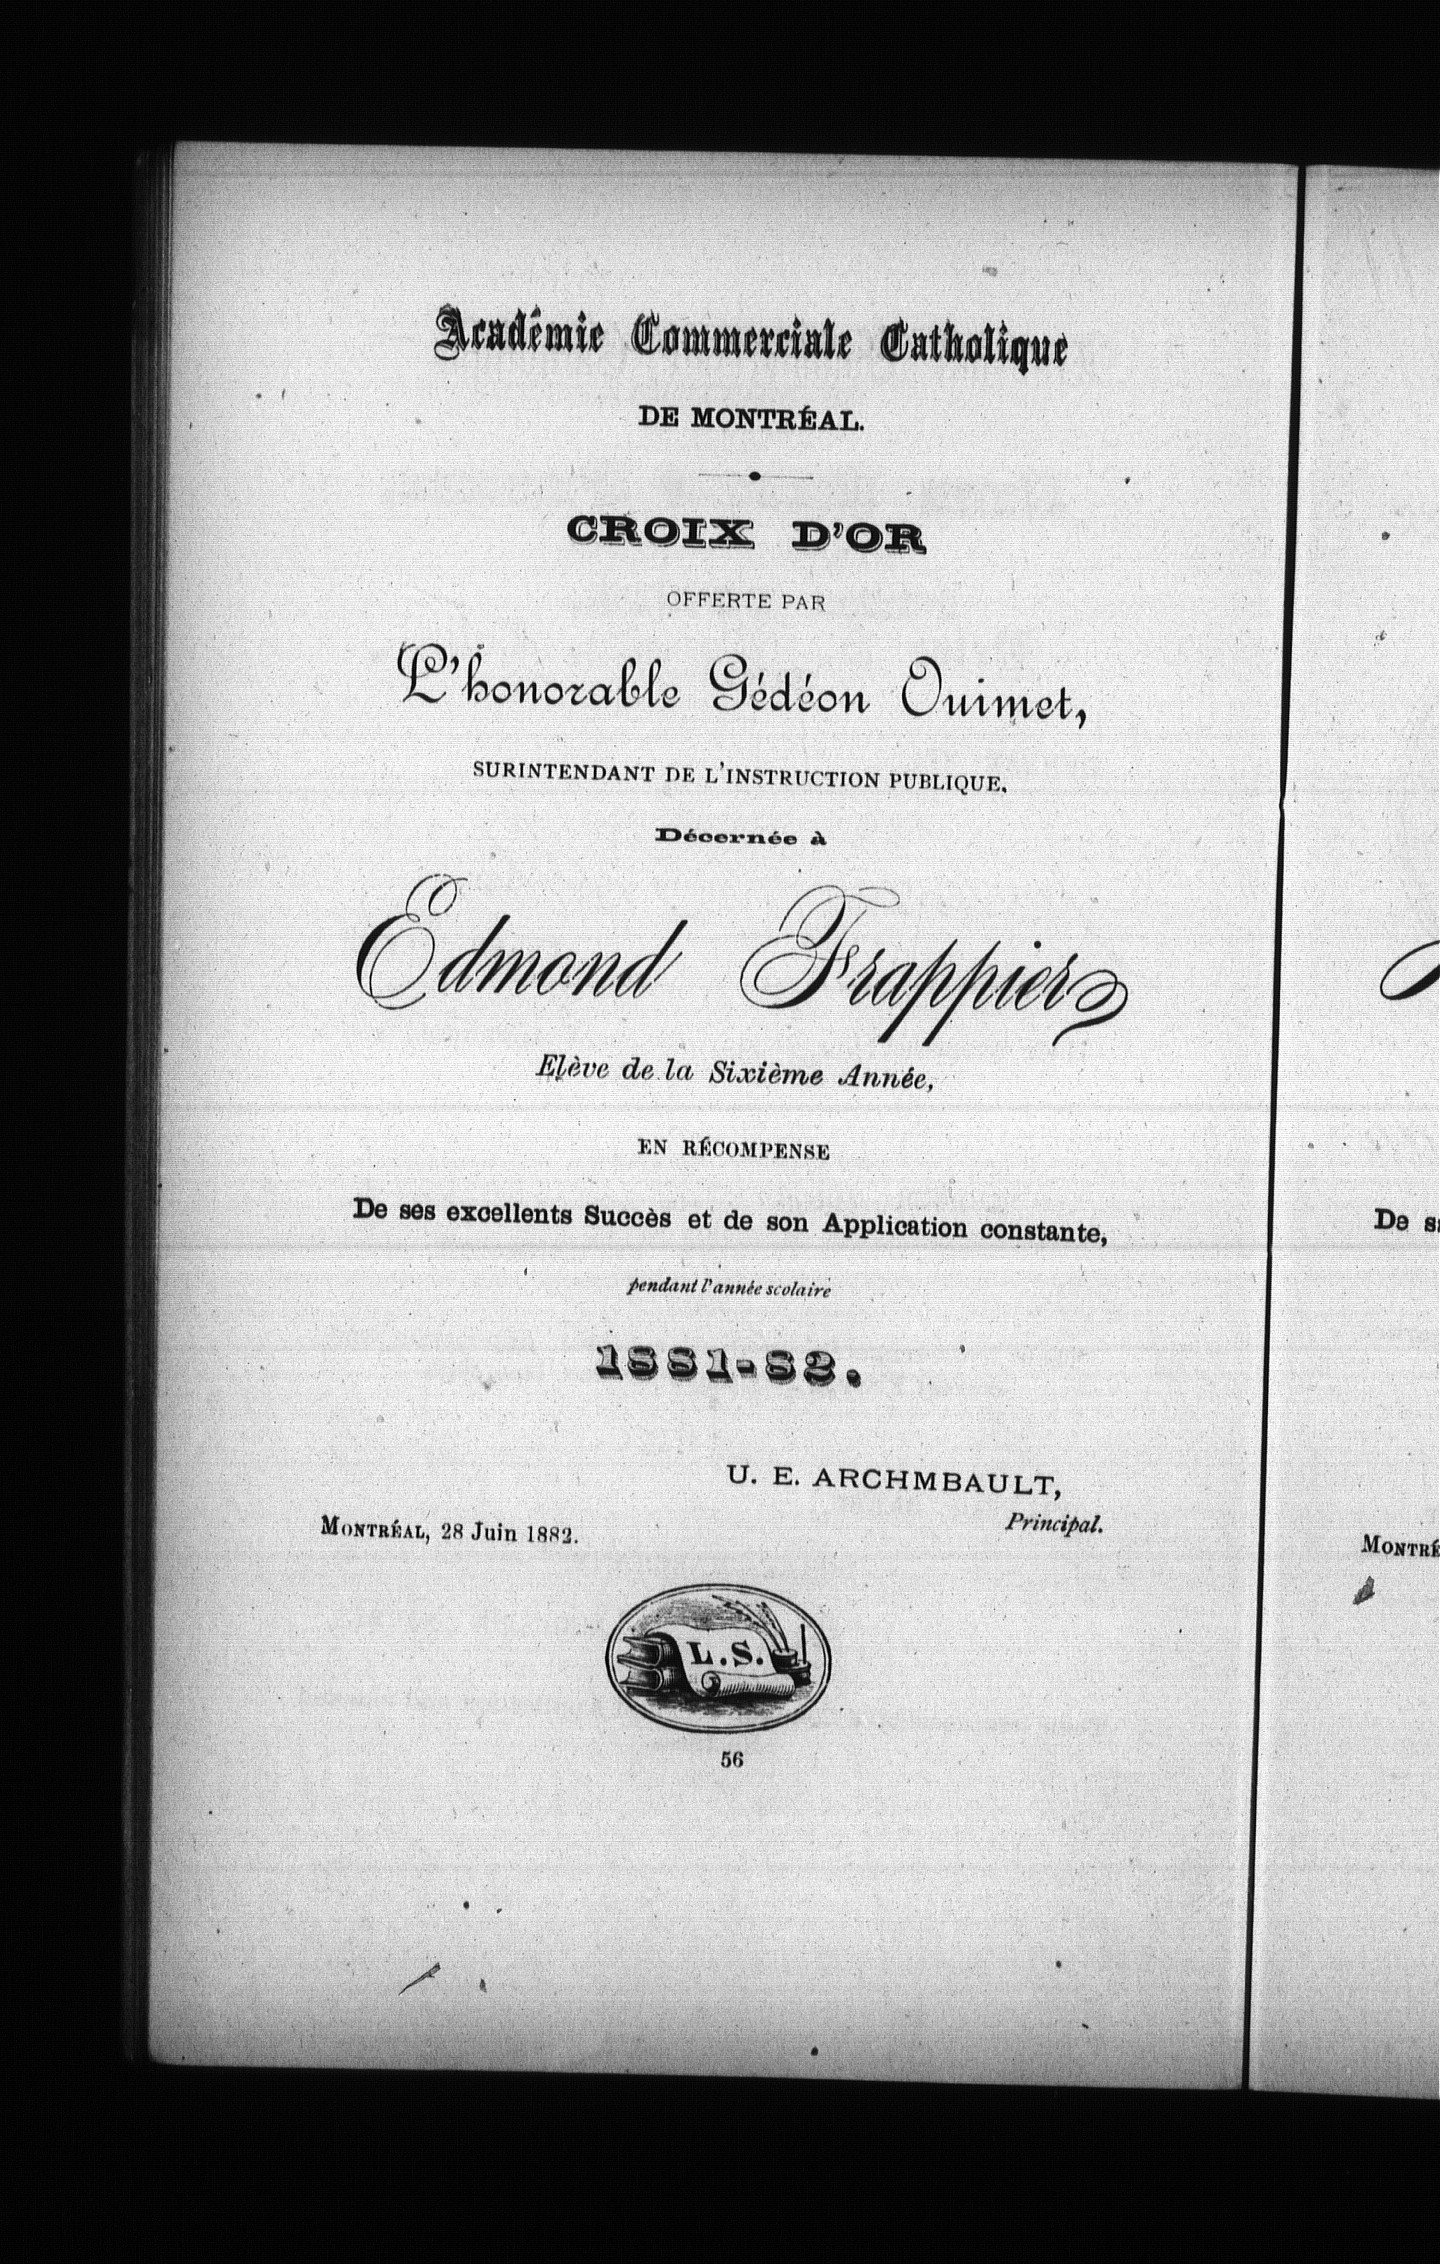 Académie Commerciale Catholique
DE MONTRÉAL.
CROIX D'OR
OFFERTE PAR
L'honorable Gédéon Ouimet,
SURINTENDANT DE L'INSTRUCTION PUBLIQUE.
Décernée à
Edmond Frappier
Elève de la Sixième Année,
EN RÉCOMPENSE
De ses excellents Succès et de son Application constante,
pendant l'année scolaire
1881-82.
U. E. ARCHMBAULT,
Principal.
MONTRÉAL, 28 Juin 1882.
L.S.
56
De
MONTRÉ